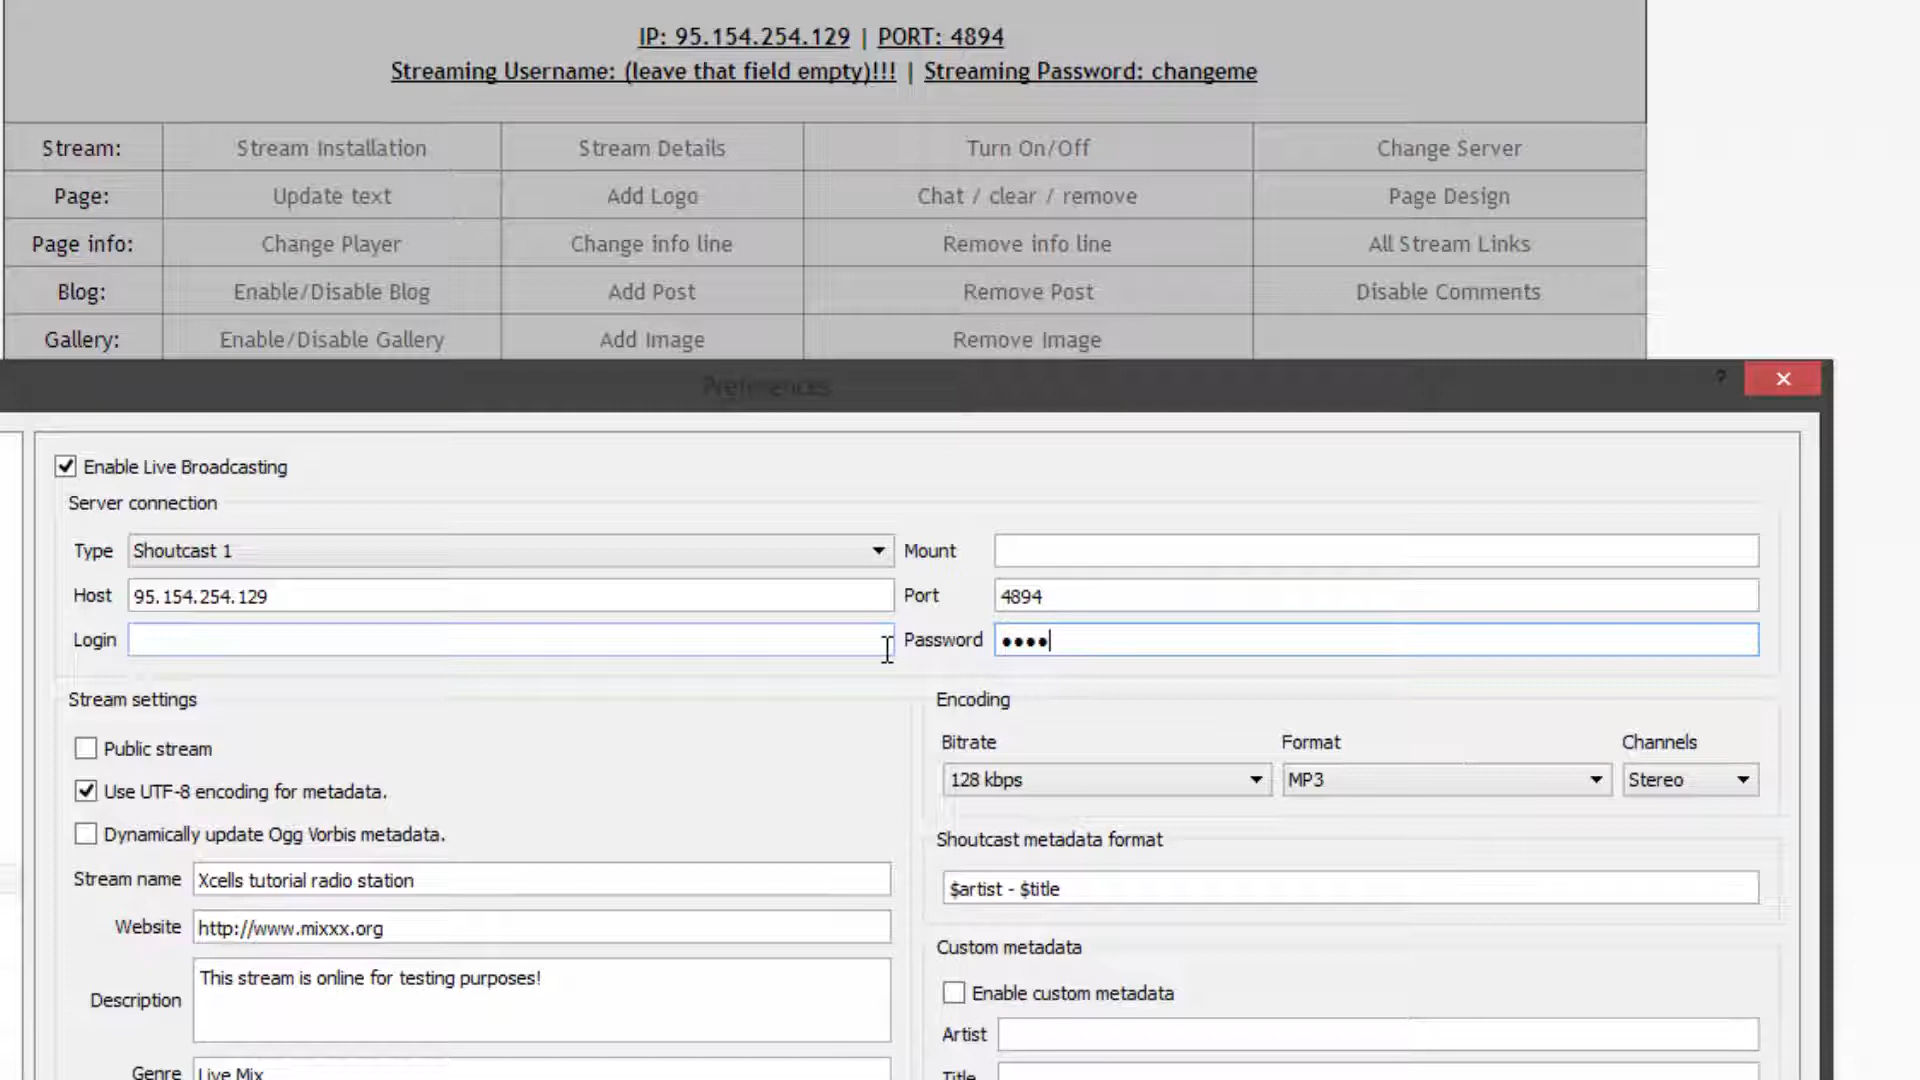 IP: 95.154.254.129 | PORT: 4894
Streaming Username: (leave that field empty)!!! | Streaming Password: changeme
Stream: Stream Installation Stream Details Turn On/Off Change Server
Page: Update text Add Logo Chat / clear / remove Page Design
Page info: Change Player Change info line Remove info line All Stream Links
Blog: Enable/Disable Blog Add Post Remove Post Disable Comments
Gallery: Enable/Disable Gallery Add Image Remove Image
Preferences ?
Enable Live Broadcasting
Server connection
Type Shoutcast 1 Mount
Host 95.154.254.129 Port 4894
Login Password ●●●●
Stream settings Encoding
Bitrate Format Channels
Public stream
128 kbps MP3 Stereo
Use UTF-8 encoding for metadata.
Dynamically update Ogg Vorbis metadata.
Shoutcast metadata format
Stream name Xcells tutorial radio station
$artist - $title
Website http://www.mixxx.org
Custom metadata
Description This stream is online for testing purposes!
Enable custom metadata
Artist
Genre Live Mix
Title